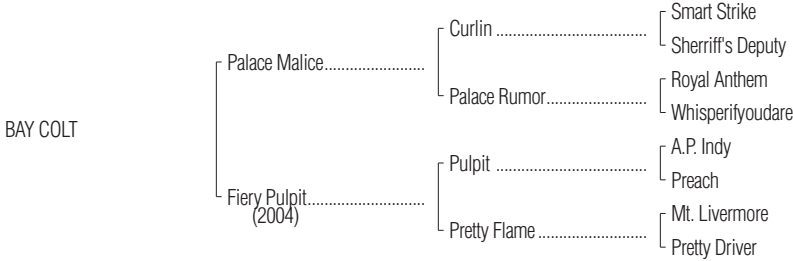 Smart Strike
Curlin ..................................
Sherriff's Deputy
Palace Malice.......................
Royal Anthem
Palace Rumor.......................
Whisperifyoudare
BAY COLT
A.P. Indy
Pulpit ..................................
Preach
Fiery Pulpit...........................
(2004)
Mt. Livermore
Pretty Flame .........................
Pretty Driver